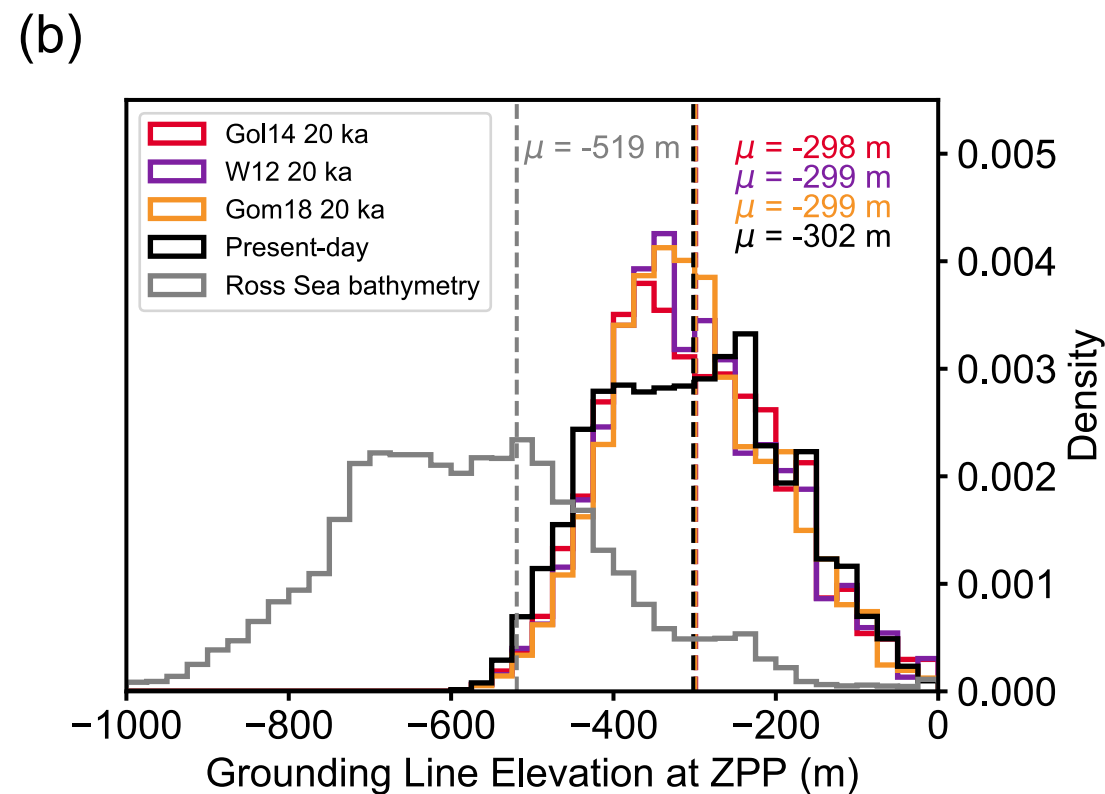 (b)
Gol14 20 ka
W12 20 ka
Gom18 20 ka
Present-day
Ross Sea bathymetry
μ = -519 m
μ = -298 m
μ = -299 m
μ = -299 m
μ = -302 m
0.005
0.004
0.003
0.002
0.001
0.000
Density
−1000 −800 −600 −400 −200 0
Grounding Line Elevation at ZPP (m)